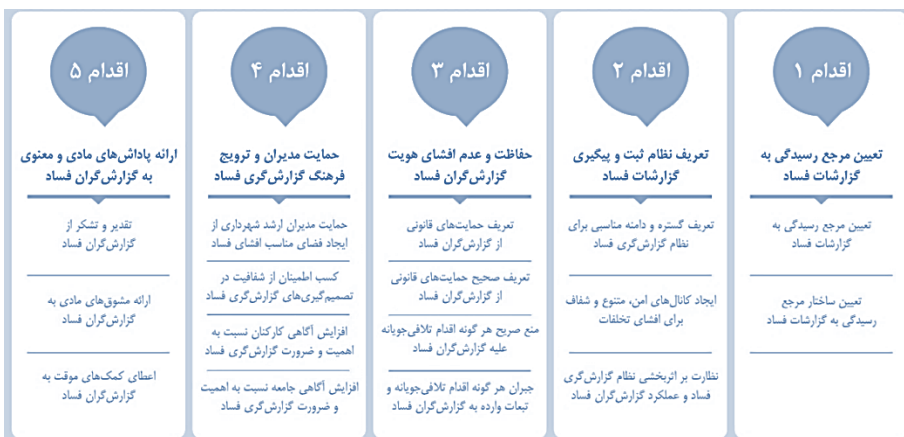 اقدام ۱
تعیین مرجع رسیدگی به
گزارشات فساد
تعیین مرجع رسیدگی به
گزارشات فساد
تعیین ساختار مرجع
رسیدگی به گزارشات فساد
اقدام ۲
تعریف نظام ثبت و پیگیری
گزارشات فساد
تعریف گستره و دامنه مناسبی برای
نظام گزارش‌گری فساد
ایجاد کانال‌های امن، متنوع و شفاف
برای افشای تخلفات
نظارت بر اثربخشی نظام گزارش‌گری
فساد و عملکرد گزارش‌گران فساد
اقدام ۳
حفاظت و عدم افشای هویت
گزارش‌گران فساد
تعریف حمایت‌های قانونی
از گزارش‌گران فساد
تعریف صحیح حمایت‌های قانونی
از گزارش‌گران فساد
منع صریح هر گونه اقدام تلافی‌جویانه
علیه گزارش‌گران فساد
جبران هر گونه اقدام تلافی‌جویانه و
تبعات وارده به گزارش‌گران فساد
اقدام ۴
حمایت مدیران و ترویج
فرهنگ گزارش‌گری فساد
حمایت مدیران ارشد شهرداری از
ایجاد فضای مناسب افشای فساد
کسب اطمینان از شفافیت در
تصمیم‌گیری‌های گزارش‌گری فساد
افزایش آگاهی کارکنان نسبت به
اهمیت و ضرورت گزارش‌گری فساد
افزایش آگاهی جامعه نسبت به اهمیت
و ضرورت گزارش‌گری فساد
اقدام ۵
ارائه پاداش‌های مادی و معنوی
به گزارش‌گران فساد
تقدیر و تشکر از
گزارش‌گران فساد
ارائه مشوق‌های مادی به
گزارش‌گران فساد
اعطای کمک‌های موقت به
گزارش‌گران فساد